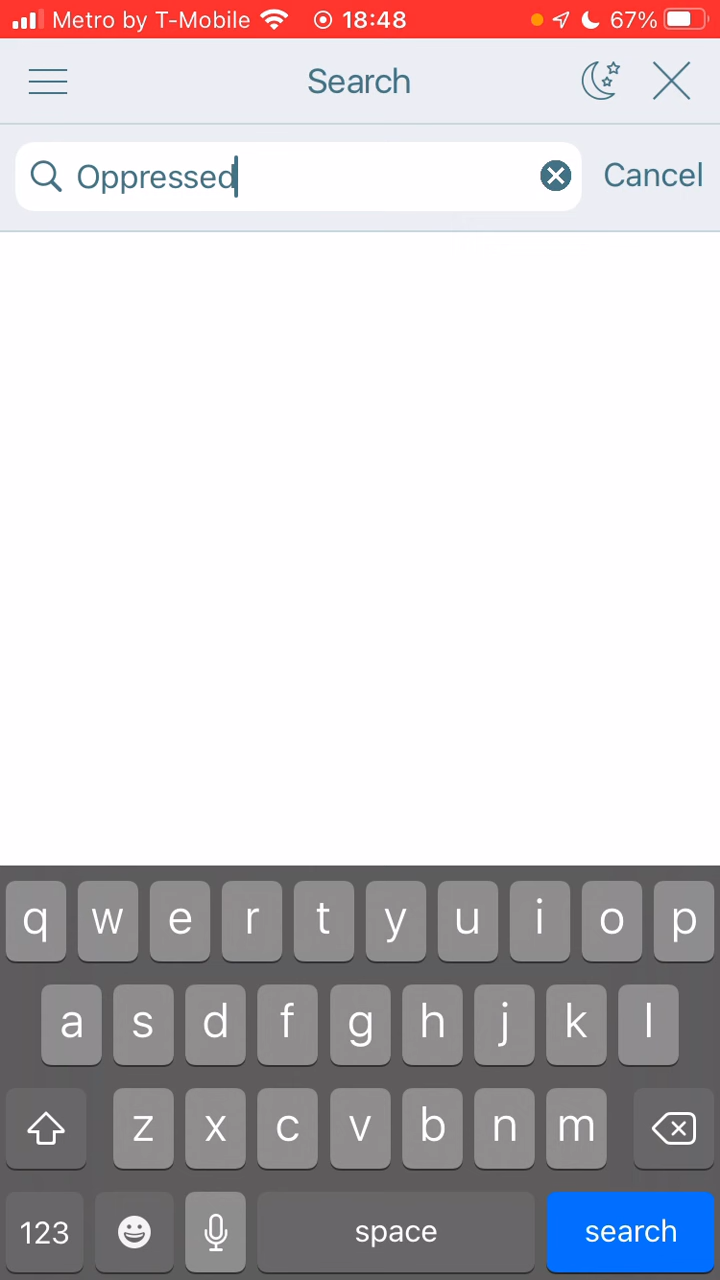 Metro by T-Mobile 18:48 67%
Search
Oppressed Cancel
q w e r t y u i o p
a s d f g h j k l
z x c v b n m
123 space search